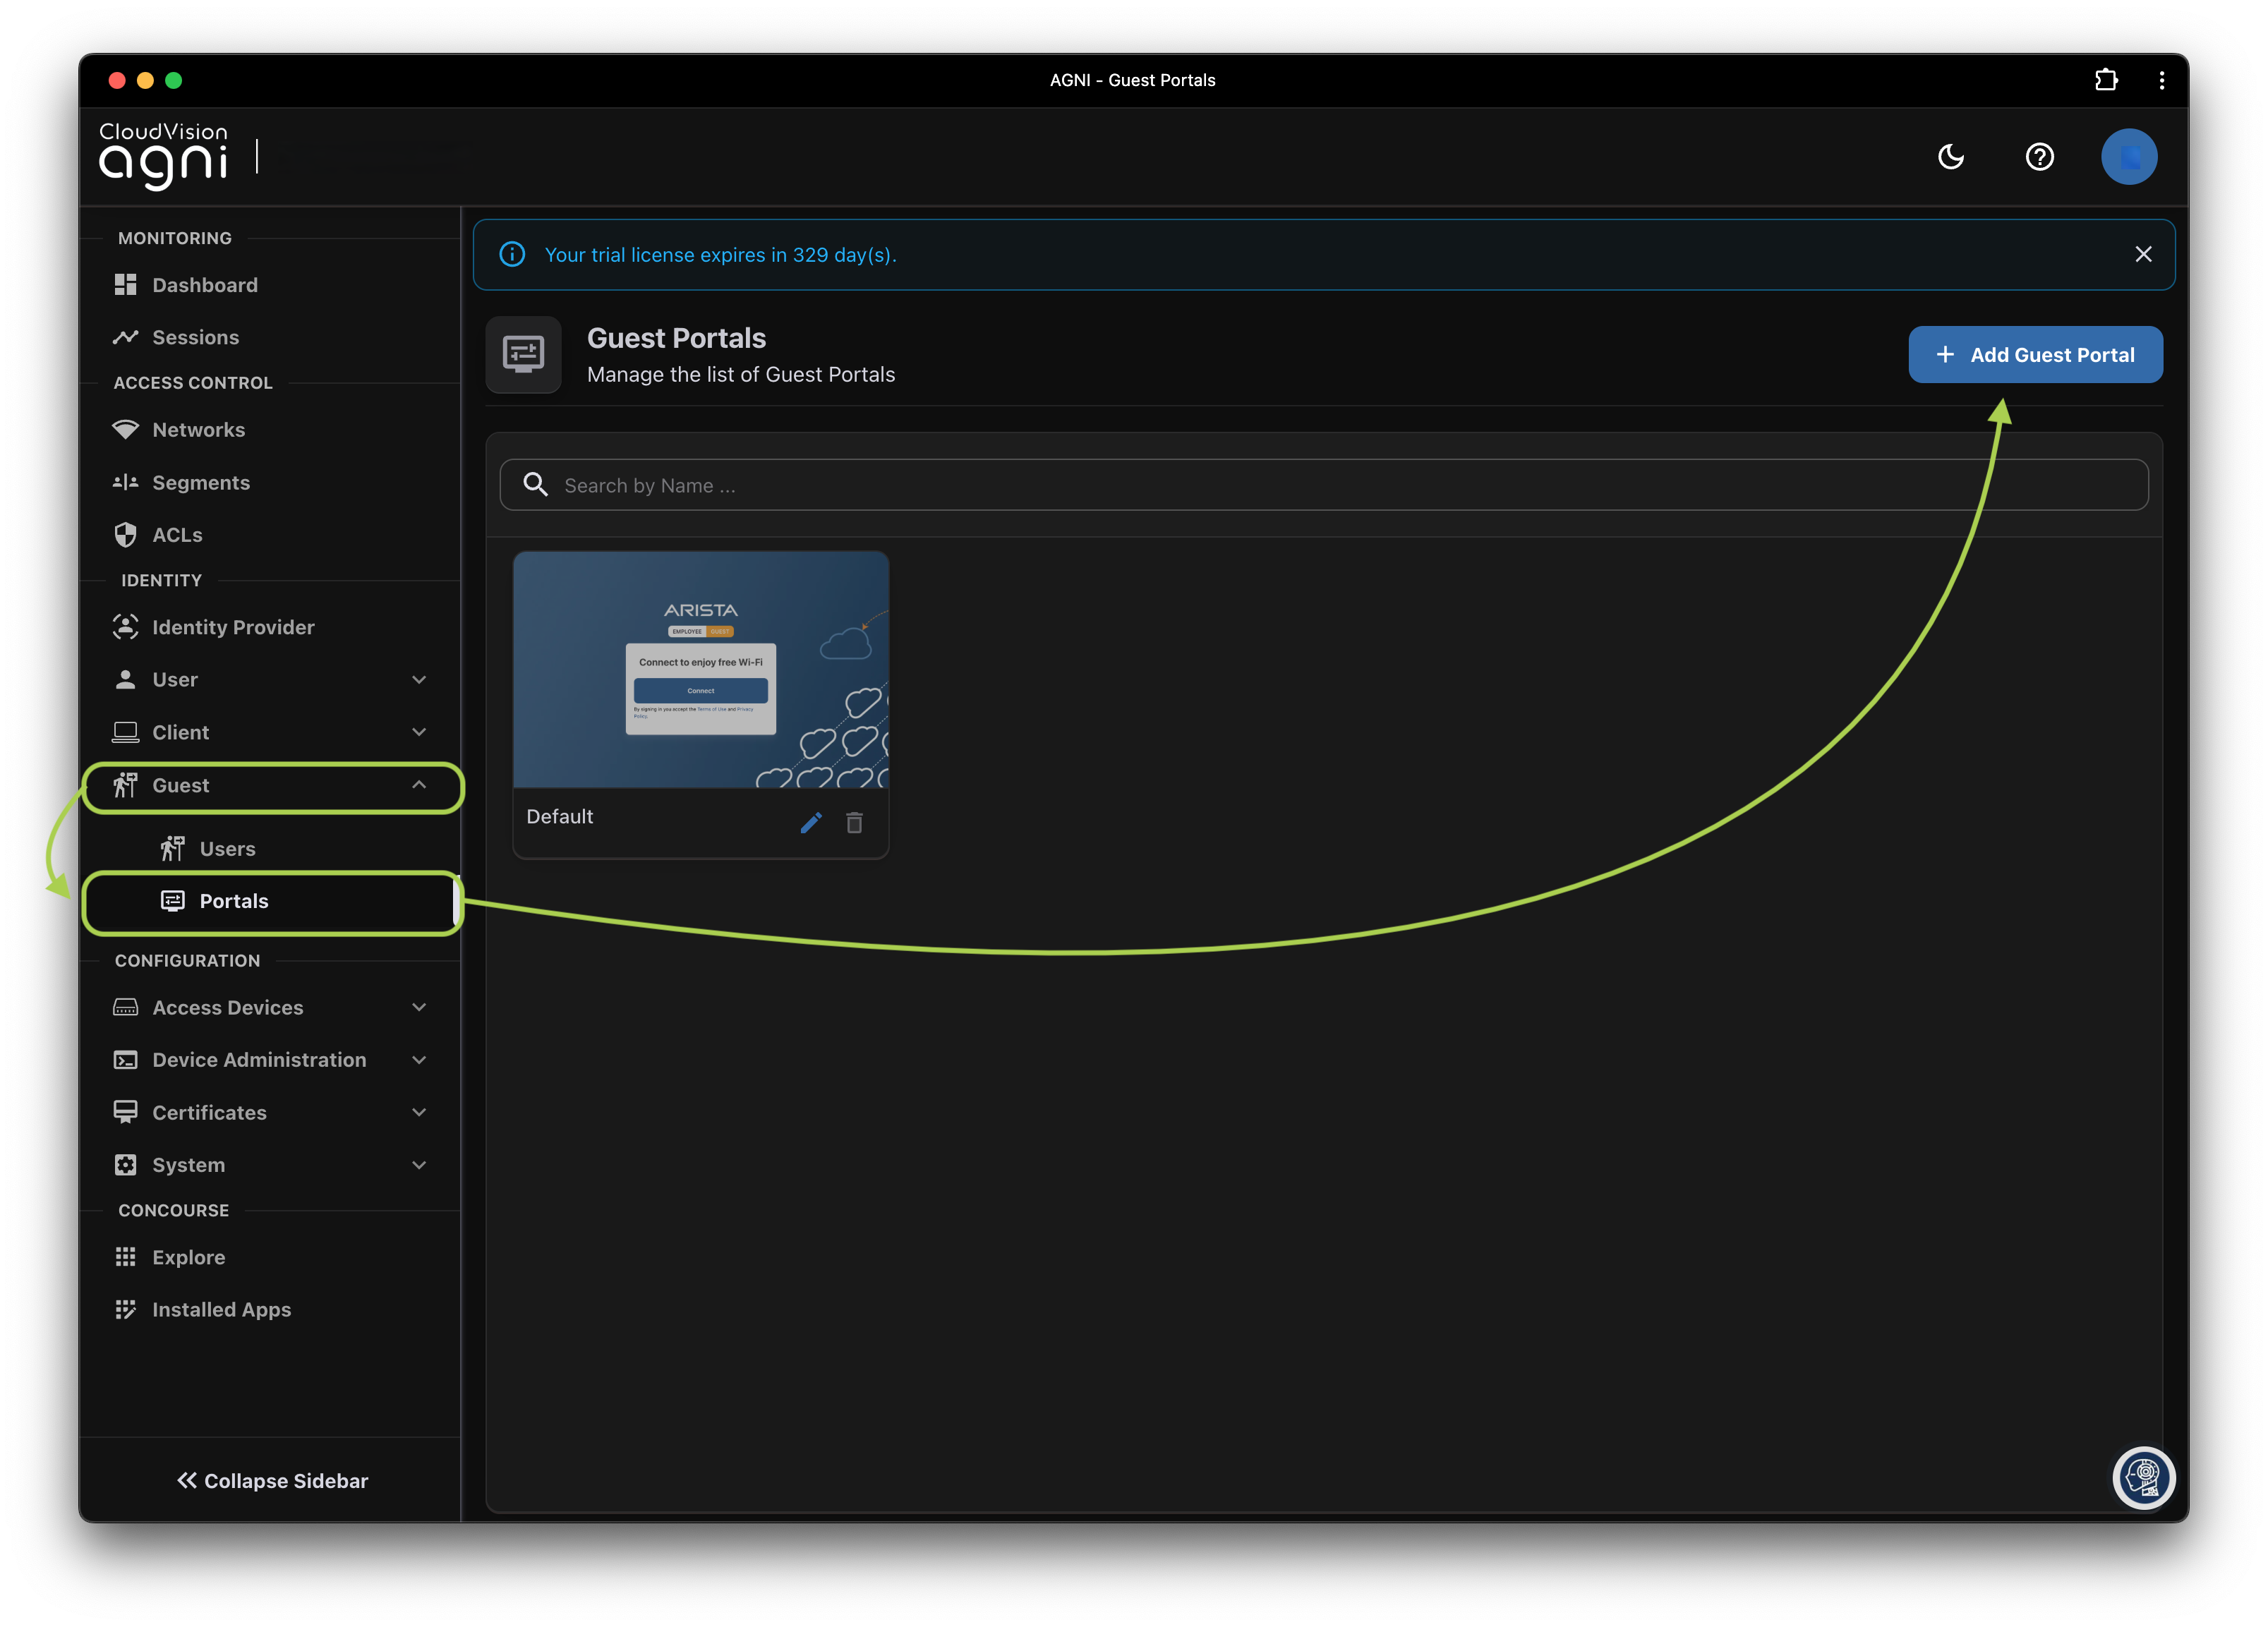 AGNI - Guest Portals
CloudVision
agni
MONITORING
Dashboard
Sessions
ACCESS CONTROL
Networks
Segments
ACLs
IDENTITY
Identity Provider
User
Client
Guest
Users
Portals
CONFIGURATION
Access Devices
Device Administration
Certificates
System
CONCOURSE
Explore
Installed Apps
Collapse Sidebar
Your trial license expires in 329 day(s).
Guest Portals
Manage the list of Guest Portals
Add Guest Portal
Search by Name ...
ARISTA
EMPLOYEE GUEST
Connect to enjoy free Wi-Fi
Connect
By signing in you accept the Terms of Use and Privacy
Policy.
Default